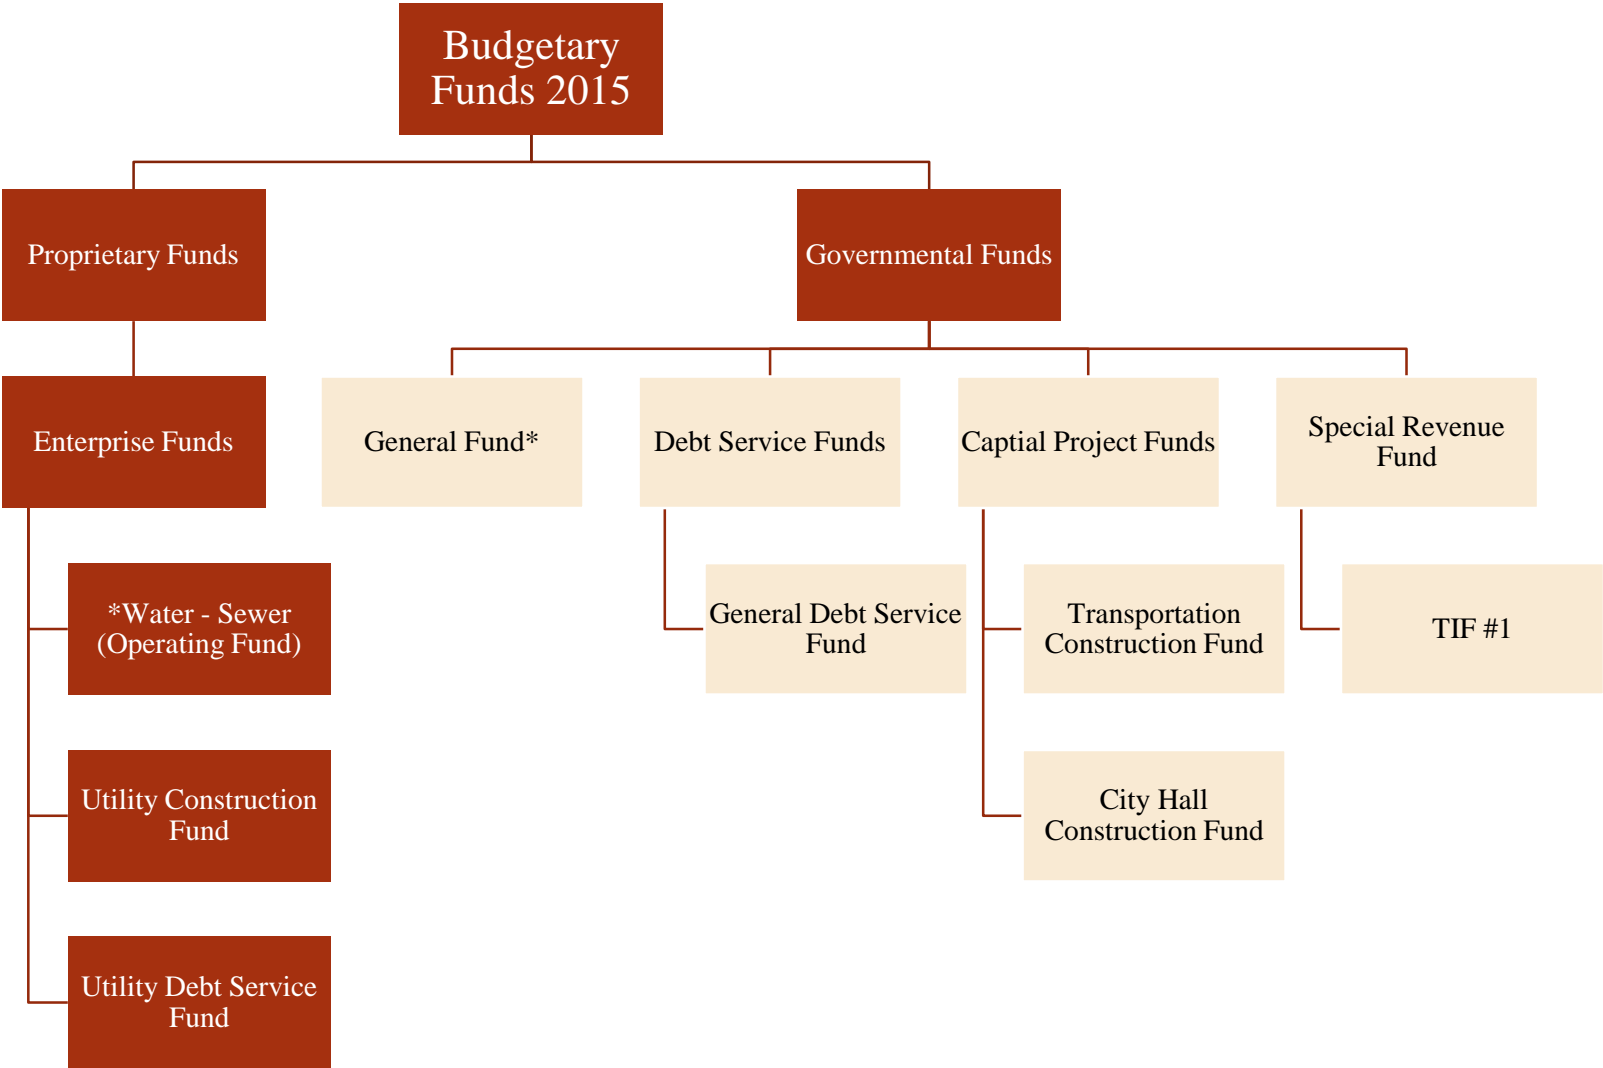 Budgetary
Funds 2015
Proprietary Funds
Governmental Funds
Enterprise Funds
General Fund*
Debt Service Funds
Captial Project Funds
Special Revenue
Fund
*Water - Sewer
(Operating Fund)
General Debt Service
Fund
Transportation
Construction Fund
TIF #1
Utility Construction
Fund
City Hall
Construction Fund
Utility Debt Service
Fund